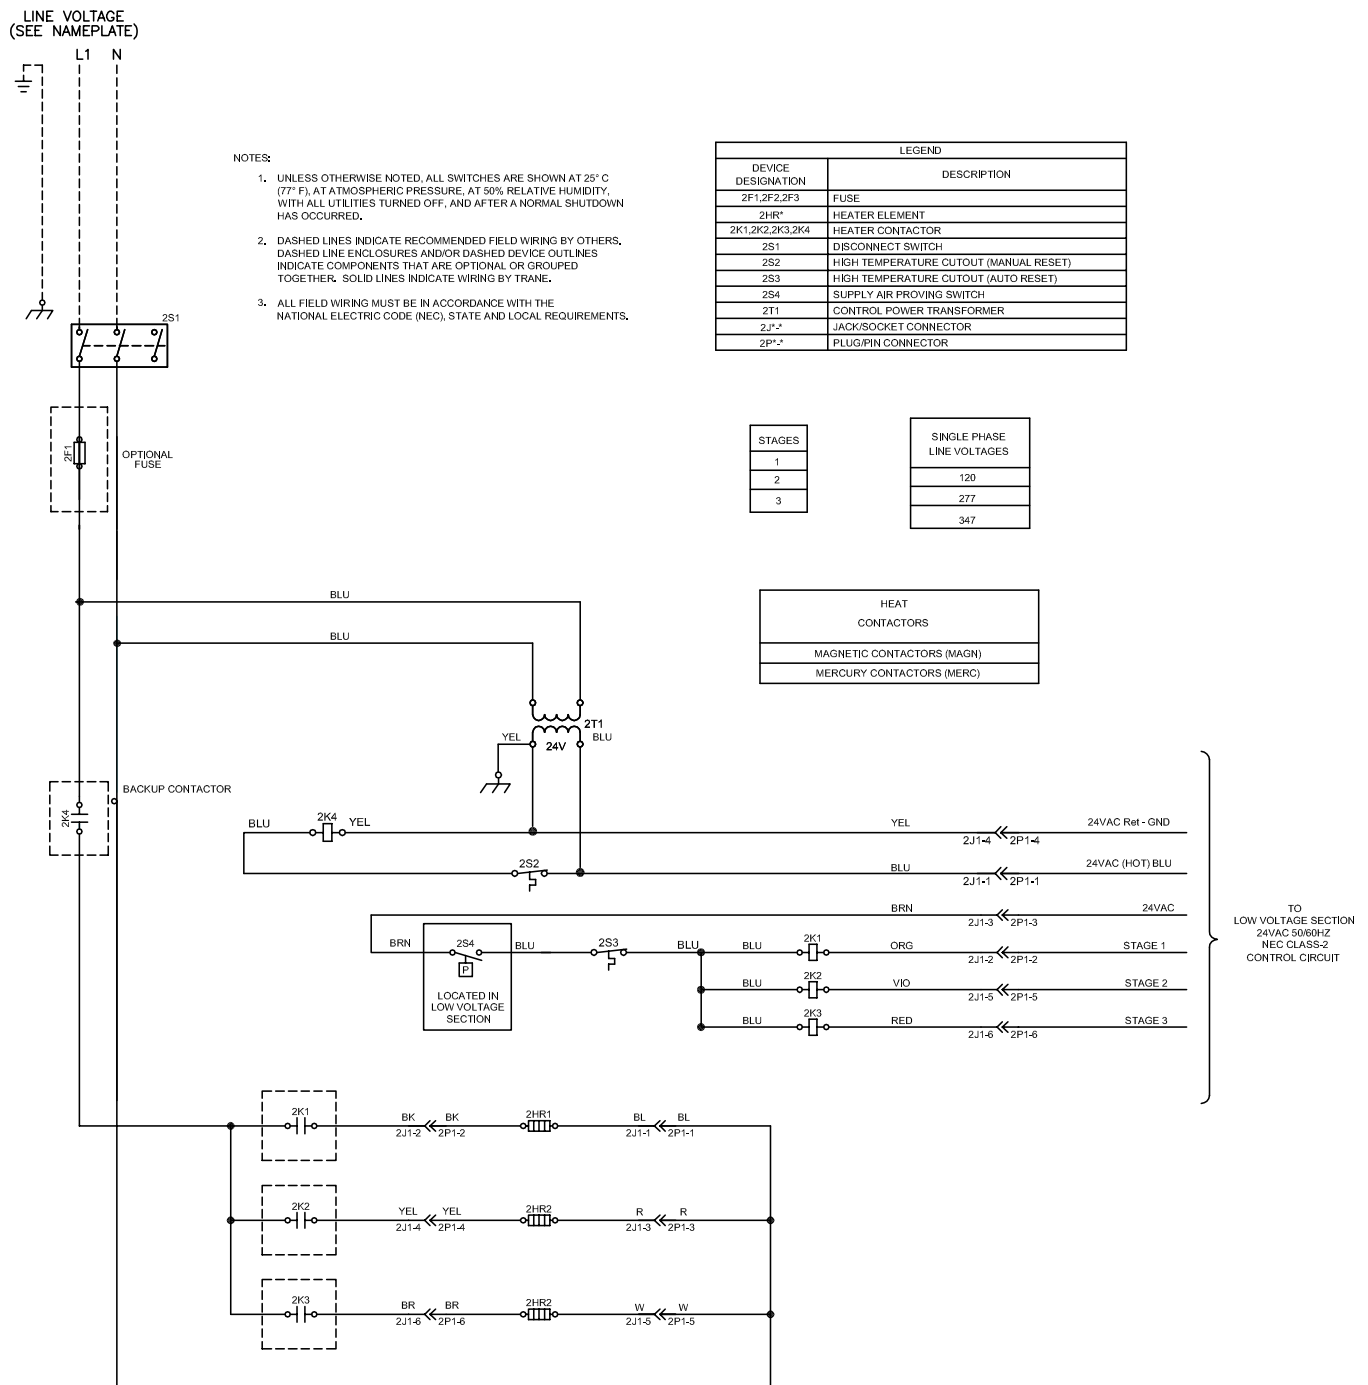 LINE VOLTAGE
(SEE NAMEPLATE)
L1 N
NOTES:
1. UNLESS OTHERWISE NOTED, ALL SWITCHES ARE SHOWN AT 25° C
(77° F), AT ATMOSPHERIC PRESSURE, AT 50% RELATIVE HUMIDITY,
WITH ALL UTILITIES TURNED OFF, AND AFTER A NORMAL SHUTDOWN
HAS OCCURRED.
2. DASHED LINES INDICATE RECOMMENDED FIELD WIRING BY OTHERS.
DASHED LINE ENCLOSURES AND/OR DASHED DEVICE OUTLINES
INDICATE COMPONENTS THAT ARE OPTIONAL OR GROUPED
TOGETHER. SOLID LINES INDICATE WIRING BY TRANE.
3. ALL FIELD WIRING MUST BE IN ACCORDANCE WITH THE
NATIONAL ELECTRIC CODE (NEC), STATE AND LOCAL REQUIREMENTS.
LEGEND
DEVICE
DESIGNATION
DESCRIPTION
2F1,2F2,2F3 FUSE
2HR* HEATER ELEMENT
2K1,2K2,2K3,2K4 HEATER CONTACTOR
2S1 DISCONNECT SWITCH
2S2 HIGH TEMPERATURE CUTOUT (MANUAL RESET)
2S3 HIGH TEMPERATURE CUTOUT (AUTO RESET)
2S4 SUPPLY AIR PROVING SWITCH
2T1 CONTROL POWER TRANSFORMER
2J*-* JACK/SOCKET CONNECTOR
2P*-* PLUG/PIN CONNECTOR
2S1
2F1
OPTIONAL
FUSE
STAGES
1
2
3
SINGLE PHASE
LINE VOLTAGES
120
277
347
HEAT
CONTACTORS
MAGNETIC CONTACTORS (MAGN)
MERCURY CONTACTORS (MERC)
BLU
BLU
2T1
YEL 24V BLU
2K4
BACKUP CONTACTOR
BLU 2K4 YEL YEL 2J1-4 2P1-4 24VAC Ret - GND
2S2 BLU 2J1-1 2P1-1 24VAC (HOT) BLU
BRN 2J1-3 2P1-3 24VAC
BRN 2S4 BLU 2S3 BLU BLU 2K1 ORG 2J1-2 2P1-2 STAGE 1
P
LOCATED IN
LOW VOLTAGE
SECTION
BLU 2K2 VIO 2J1-5 2P1-5 STAGE 2
BLU 2K3 RED 2J1-6 2P1-6 STAGE 3
TO
LOW VOLTAGE SECTION
24VAC 50/60HZ
NEC CLASS-2
CONTROL CIRCUIT
2K1 BK BK 2HR1 BL BL
2J1-2 2P1-2 2J1-1 2P1-1
2K2 YEL YEL 2HR2 R R
2J1-4 2P1-4 2J1-3 2P1-3
2K3 BR BR 2HR2 W W
2J1-6 2P1-6 2J1-5 2P1-5